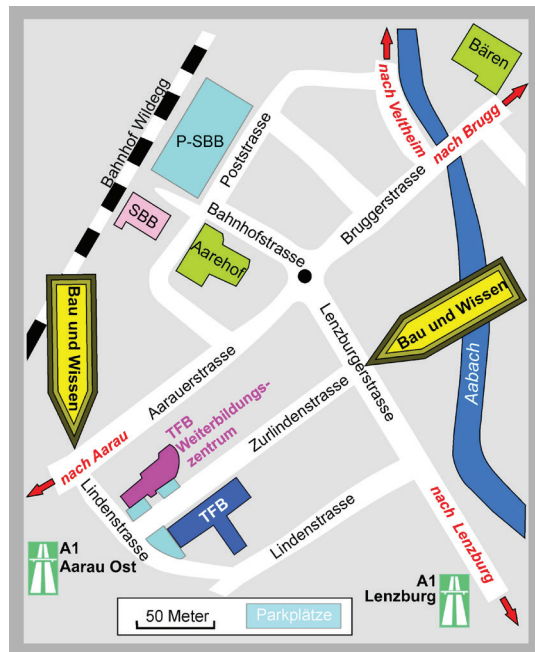 Bären
nach Veltheim
nach Brugg
Bahnhof Wildegg
P-SBB
Poststrasse
SBB
Bahnhofstrasse
Bruggerstrasse
Aarehof
Bau und Wissen
Bau und Wissen
Lenzburgerstrasse
Aabach
Aarauerstrasse
TFB
Weiterbildungs-
zentrum
Zurlindenstrasse
nach Aarau
Lindenstrasse
TFB
Lindenstrasse
nach Lenzburg
A1
Aarau Ost
A1
Lenzburg
50 Meter
Parkplätze